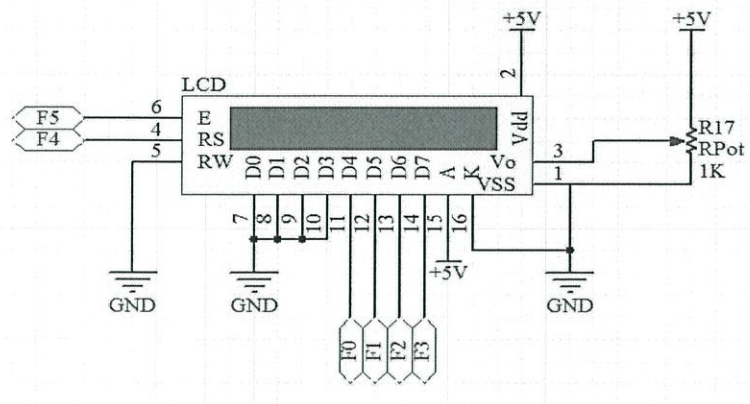 +5V
+5V
2
LCD
F5
6
E
Vdd
R17
F4
4
RS
RPot
5
RW
D0
D1
D2
D3
D4
D5
D6
D7
A
K
Vo
3
1K
VSS
1
7
8
9
10
11
12
13
14
15
16
+5V
GND
GND
GND
F0
F1
F2
F3